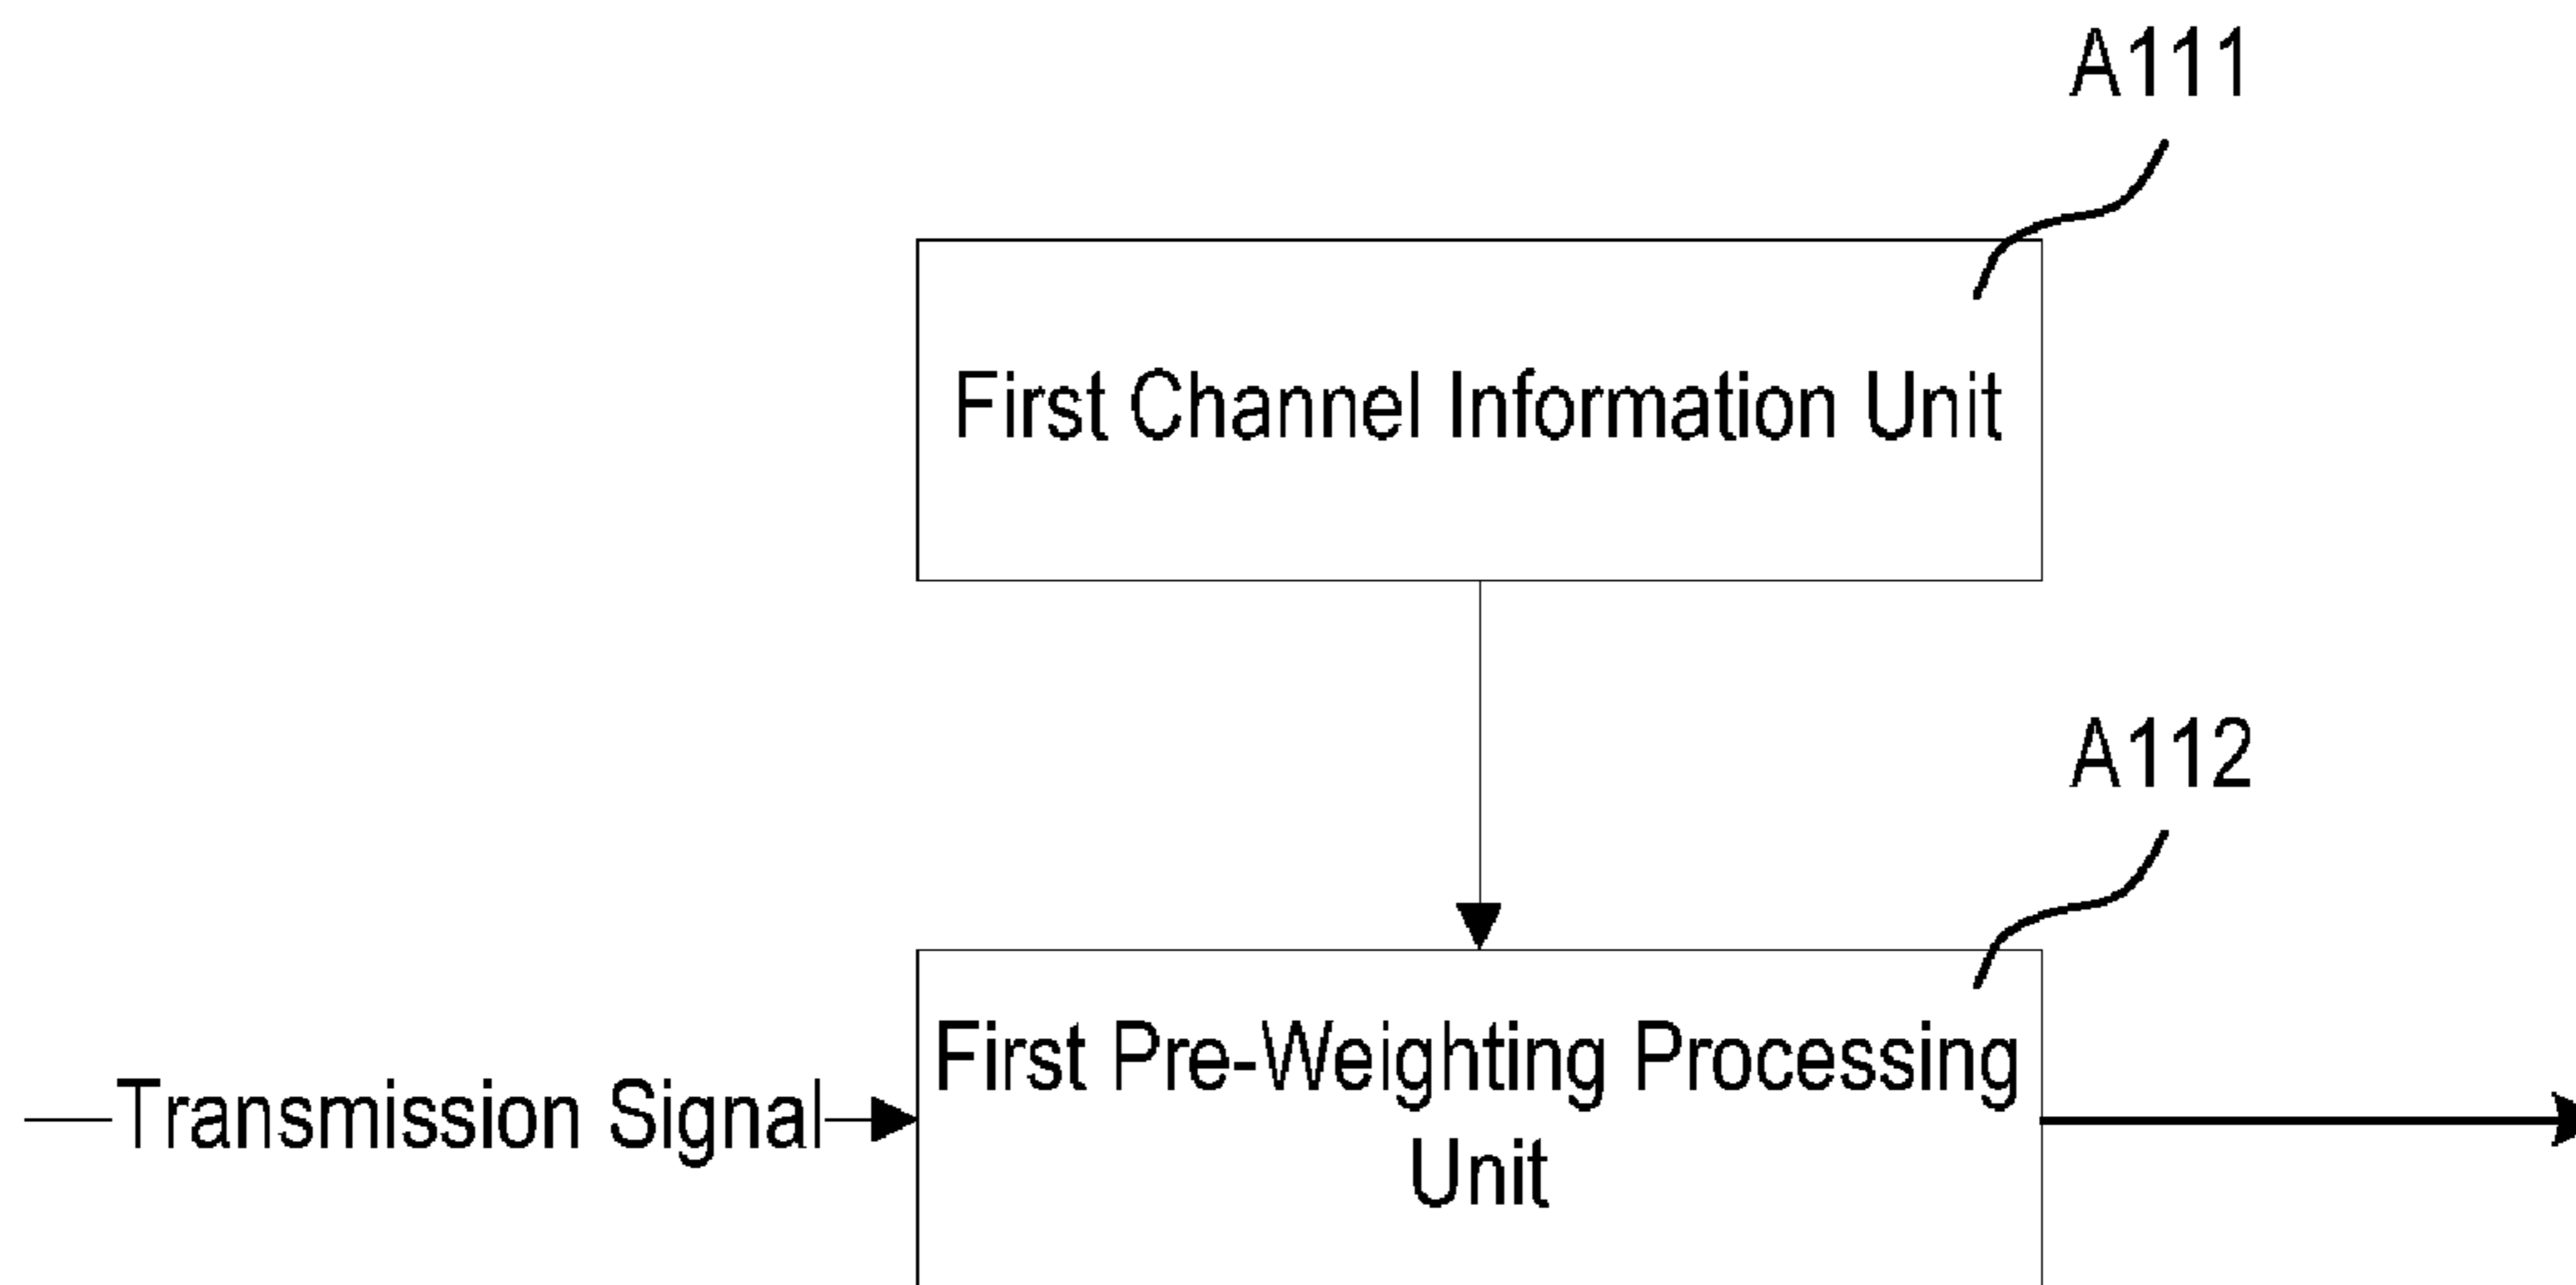 A111
First Channel Information Unit
A112
Transmission Signal
First Pre-Weighting Processing
Unit